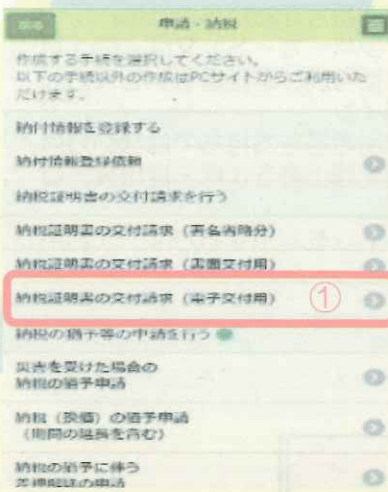 戻る
申請・納税
作成する手続を選択してください。
以下の手続以外の作成はPCサイトからご利用いた
だけます。
納付情報を登録する
納付情報登録依頼
納税証明書の交付請求を行う
納税証明書の交付請求（署名省略分）
納税証明書の交付請求（書面交付用）
納税証明書の交付請求（電子交付用）
①
納税の猶予等の申請を行う
災害を受けた場合の
納税の猶予申請
納税（換価）の猶予申請
（期間の延長を含む）
納税の猶予に伴う